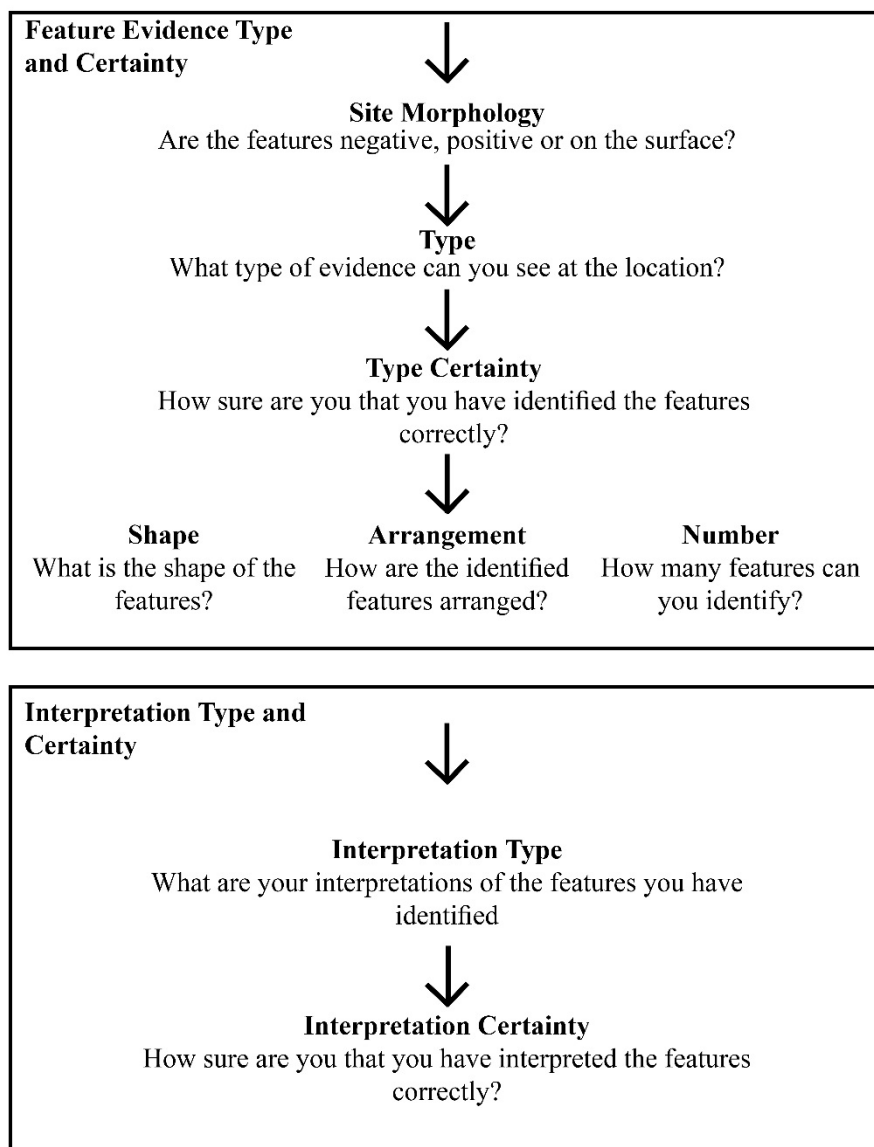 Feature Evidence Type
and Certainty
Site Morphology
Are the features negative, positive or on the surface?
Type
What type of evidence can you see at the location?
Type Certainty
How sure are you that you have identified the features
correctly?
Shape
What is the shape of the
features?
Arrangement
How are the identified
features arranged?
Number
How many features can
you identify?
Interpretation Type and
Certainty
Interpretation Type
What are your interpretations of the features you have
identified
Interpretation Certainty
How sure are you that you have interpreted the features
correctly?